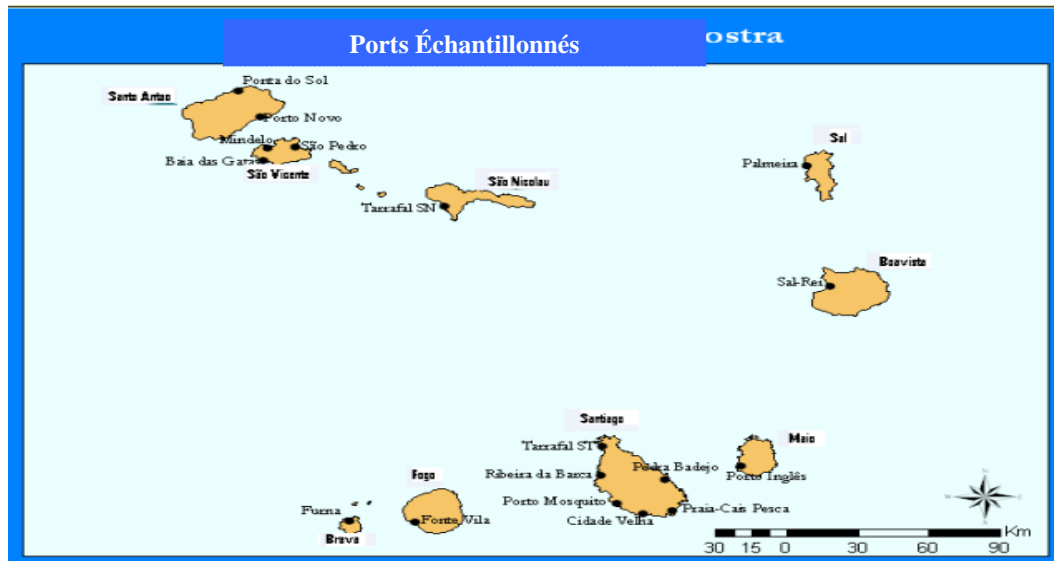 Ports Échantillonnés ostra
Ponta do Sol
Santo Antao
Porto Novo
Mindelo
São Pedro
Baia das Gata
São Vicente
São Nicolau
Tarrafal SN
Sal
Palmeira
Boavista
Sal-Rei
Santiago
Tarrafal ST
Maio
Pedra Badejo
Ribeira da Barca
Porto Inglês
Fogo
Porto Mosquito
Furna
Fonte Vila
Praia-Cais Pesca
Cidade Velha
Brava
Km
30 15 0 30 60 90